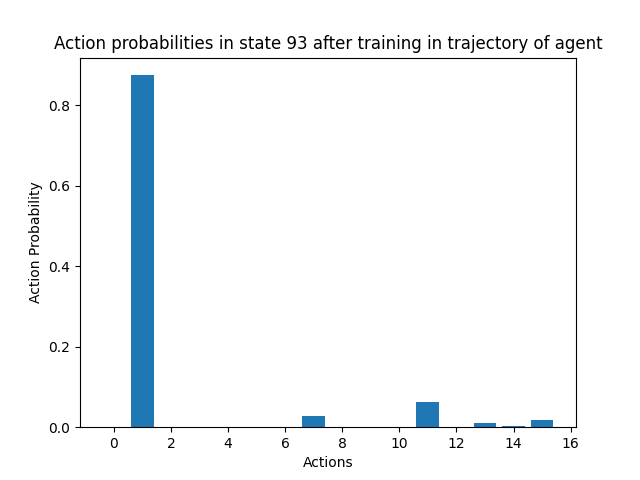 Action probabilities in state 93 after training in trajectory of agent
0.8
0.6
0.4
0.2
0.0
Action Probability
0 2 4 6 8 10 12 14 16
Actions